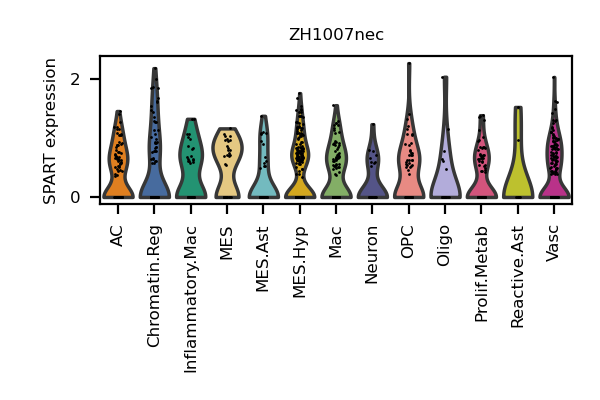 ZH1007nec
SPART expression
2
0
AC
Chromatin.Reg
Inflammatory.Mac
MES
MES.Ast
MES.Hyp
Mac
Neuron
OPC
Oligo
Prolif.Metab
Reactive.Ast
Vasc